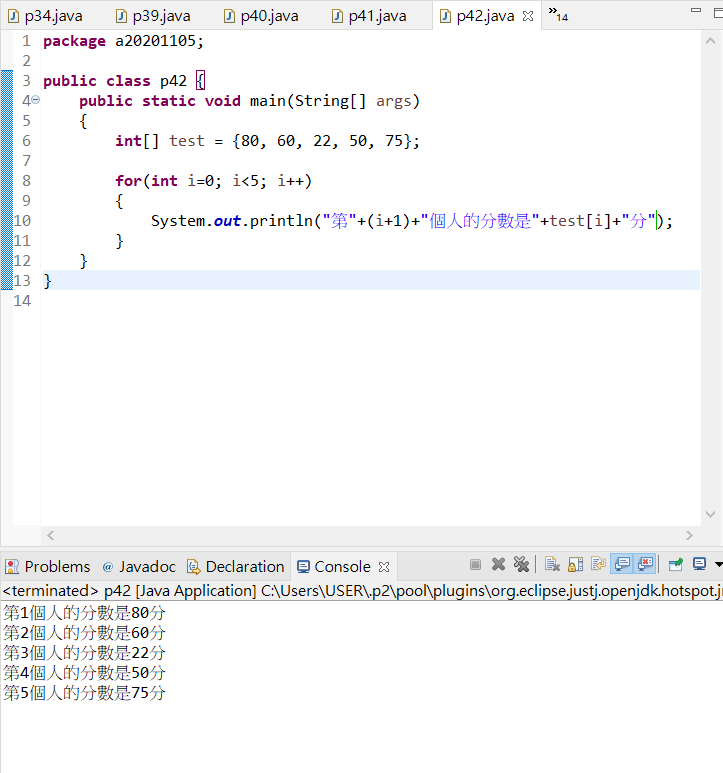 p34.java p39.java p40.java p41.java p42.java »14
1 package a20201105;
2
3 public class p42 {
4 public static void main(String[] args)
5 {
6 int[] test = {80, 60, 22, 50, 75};
7
8 for(int i=0; i<5; i++)
9 {
10 System.out.println("第"+(i+1)+"個人的分數是"+test[i]+"分");
11 }
12 }
13 }
14
Problems @ Javadoc Declaration Console
<terminated> p42 [Java Application] C:\Users\USER\.p2\pool\plugins\org.eclipse.justj.openjdk.hotspot.jr
第1個人的分數是80分
第2個人的分數是60分
第3個人的分數是22分
第4個人的分數是50分
第5個人的分數是75分